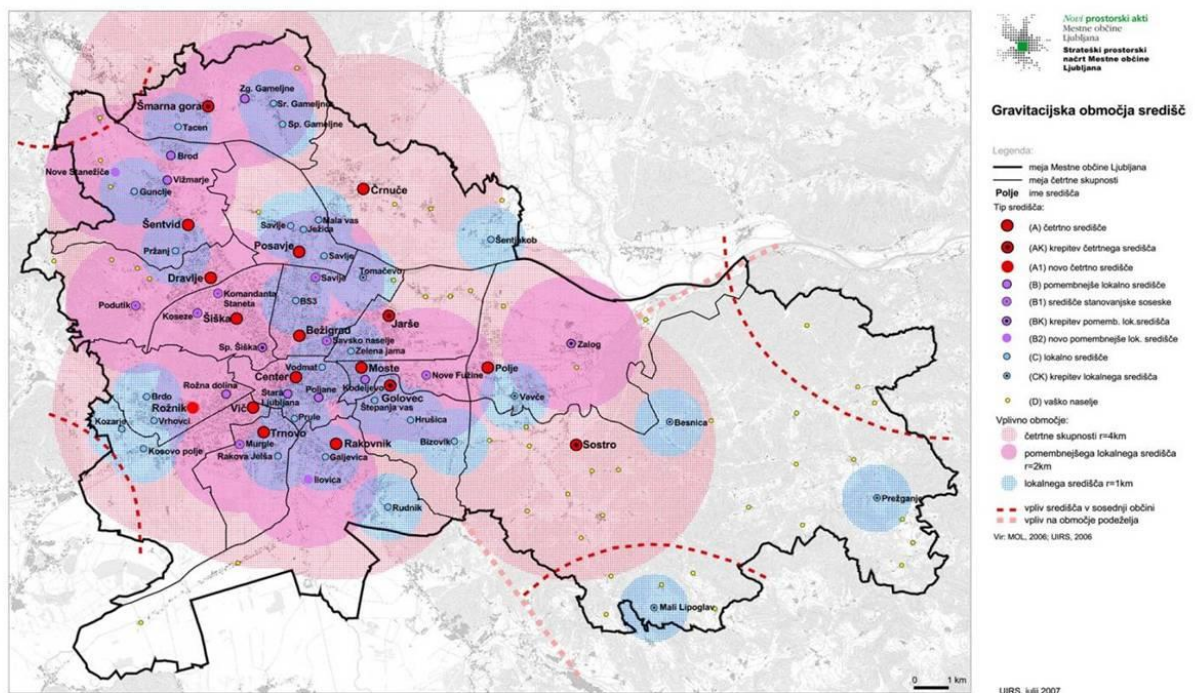 Novi prostorski akti
Mestne občine
Ljubljana
Strateški prostorski
načrt Mestne občine
Ljubljana
Gravitacijska območja središč
Legenda:
meja Mestne občine Ljubljana
meja četrtne skupnosti
Polje ime središča
Tip središča:
(A) četrtno središče
(AK) krepitev četrtnega središča
(A1) novo četrtno središče
(B) pomembnejše lokalno središče
(B1) središče stanovanjske soseske
(BK) krepitev pomemb. lok.središča
(B2) novo pomembnejše lok. središče
(C) lokalno središče
(CK) krepitev lokalnega središča
(D) vaško naselje
Vplivno območje:
četrtne skupnosti r=4km
pomembnejšega lokalnega središča
r=2km
lokalnega središča r=1km
vpliv središča v sosednji občini
vpliv na območje podeželja
Vir: MOL, 2006; UIRS, 2006
UIRS, julij 2007
Zg. Gameljne
Šmarna gora
Sr. Gameljne
Tacen
Sp. Gameljne
Brod
Nove Stanežiče
Vižmarje
Gunclje
Črnuče
Šentvid
Mala vas
Savlje
Ježica
Šentjakob
Posavje
Pržanj
Savlje
Dravlje
Savlje
Tomačevo
Komandanta
Staneta
Podutik
BS3
Koseze
Šiška
Jarše
Bežigrad
Savsko naselje
Sp. Šiška
Zelena jama
Zalog
Vodmat
Moste
Polje
Center
Nove Fužine
Kodeljevo
Rožna dolina
Stara
Ljubljana
Poljane
Golovec
Brdo
Vevče
Rožnik
Vič
Štepanja vas
Vrhovci
Prule
Hrušica
Besnica
Kozarje
Trnovo
Murgle
Rakovnik
Bizovik
Sostro
Kosovo polje
Rakova Jelša
Galjevica
Ilovica
Prežganje
Rudnik
Mali Lipoglav
0 1 km